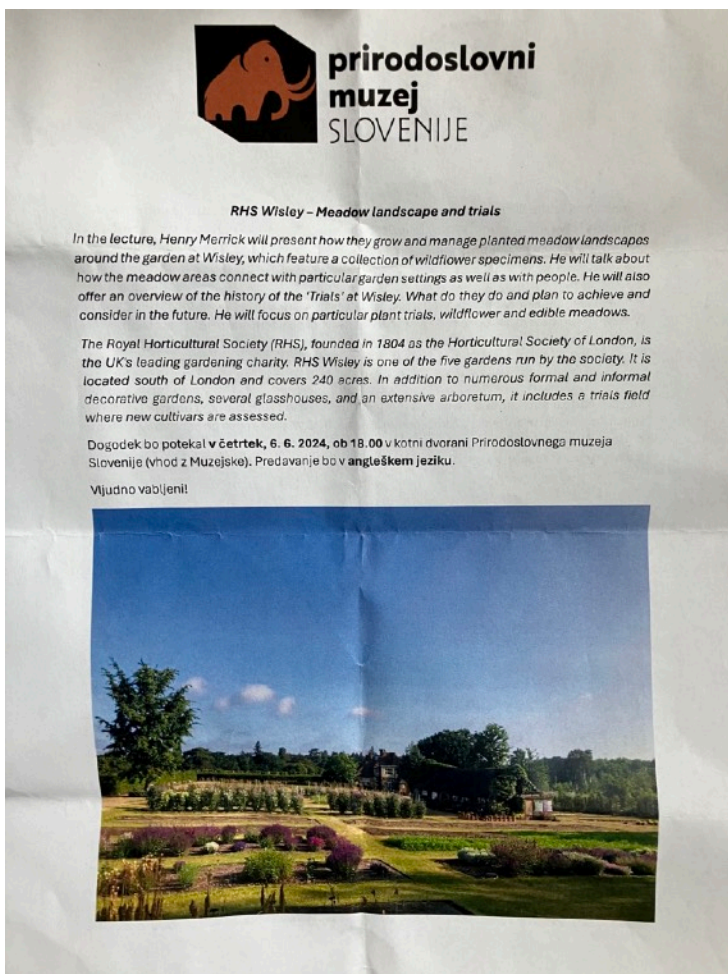 prirodoslovni
muzej
SLOVENIJE
RHS Wisley – Meadow landscape and trials
In the lecture, Henry Merrick will present how they grow and manage planted meadow landscapes
around the garden at Wisley, which feature a collection of wildflower specimens. He will talk about
how the meadow areas connect with particular garden settings as well as with people. He will also
offer an overview of the history of the 'Trials' at Wisley. What do they do and plan to achieve and
consider in the future. He will focus on particular plant trials, wildflower and edible meadows.
The Royal Horticultural Society (RHS), founded in 1804 as the Horticultural Society of London, is
the UK's leading gardening charity. RHS Wisley is one of the five gardens run by the society. It is
located south of London and covers 240 acres. In addition to numerous formal and informal
decorative gardens, several glasshouses, and an extensive arboretum, it includes a trials field
where new cultivars are assessed.
Dogodek bo potekal v četrtek, 6. 6. 2024, ob 18.00 v kotni dvorani Prirodoslovnega muzeja
Slovenije (vhod z Muzejske). Predavanje bo v angleškem jeziku.
Vljudno vabljeni!